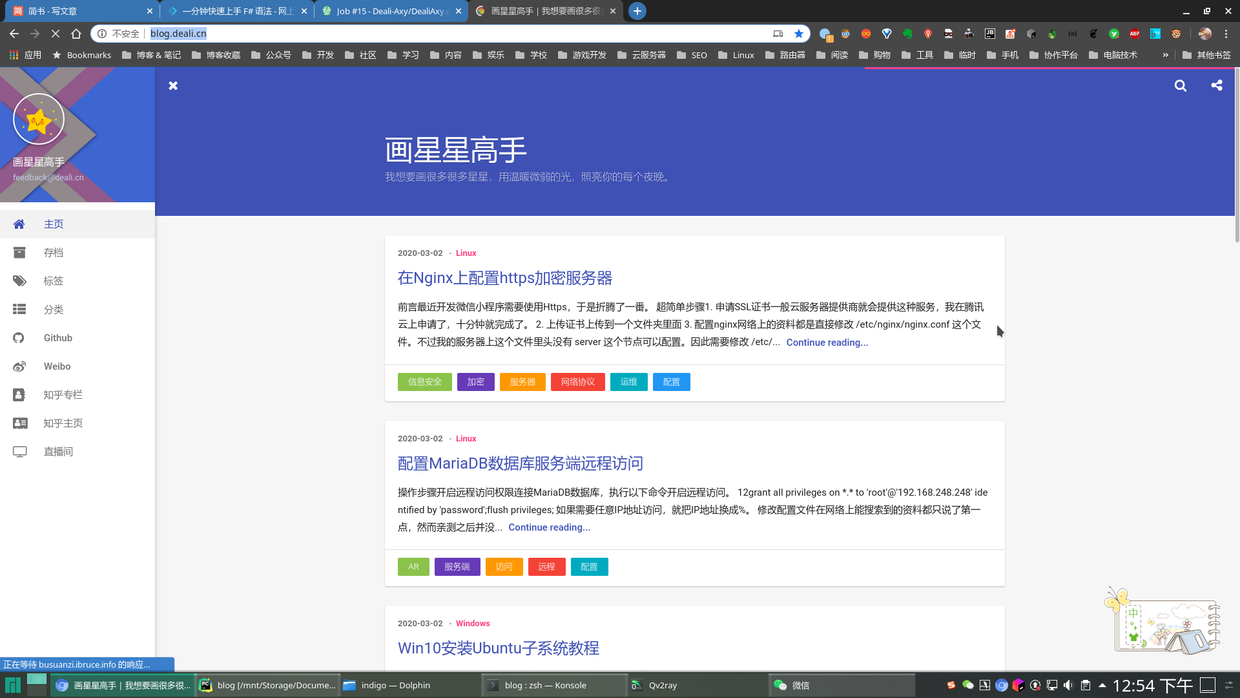 简书 - 写文章
一分钟快速上手 F# 语法 - 网上
Job #15 - Deali-Axy/DealiAxy.
画星星高手 | 我想要画很多很
不安全 | blog.deali.cn
应用 Bookmarks 博客 & 笔记 博客收藏 公众号 开发 社区 学习 内容 娱乐 学校 游戏开发 云服务器 SEO Linux 路由器 阅读 购物 工具 临时 手机 协作平台 电脑技术 » 其他书签
画星星高手
feedback@deali.cn
主页
存档
标签
分类
Github
Weibo
知乎专栏
知乎主页
直播间
画星星高手
我想要画很多很多星星，用温暖微弱的光，照亮你的每个夜晚。
2020-03-02 · Linux
在Nginx上配置https加密服务器
前言最近开发微信小程序需要使用Https，于是折腾了一番。 超简单步骤1. 申请SSL证书一般云服务器提供商就会提供这种服务，我在腾讯
云上申请了，十分钟就完成了。 2. 上传证书上传到一个文件夹里面 3. 配置nginx网络上的资料都是直接修改 /etc/nginx/nginx.conf 这个文
件。不过我的服务器上这个文件里头没有 server 这个节点可以配置。因此需要修改 /etc/... Continue reading...
信息安全 加密 服务器 网络协议 运维 配置
2020-03-02 · Linux
配置MariaDB数据库服务端远程访问
操作步骤开启远程访问权限连接MariaDB数据库，执行以下命令开启远程访问。 12grant all privileges on *.* to 'root'@'192.168.248.248' ide
ntified by 'password';flush privileges; 如果需要任意IP地址访问，就把IP地址换成%。 修改配置文件在网络上能搜索到的资料都只说了第一
点，然而亲测之后并没... Continue reading...
AR 服务端 访问 远程 配置
2020-03-02 · Windows
Win10安装Ubuntu子系统教程
中
正在等待 busuanzi.ibruce.info 的响应...
画星星高手 | 我想要画很多很...
blog [/mnt/Storage/Docume...
indigo — Dolphin
blog : zsh — Konsole
Qv2ray
微信
12:54 下午